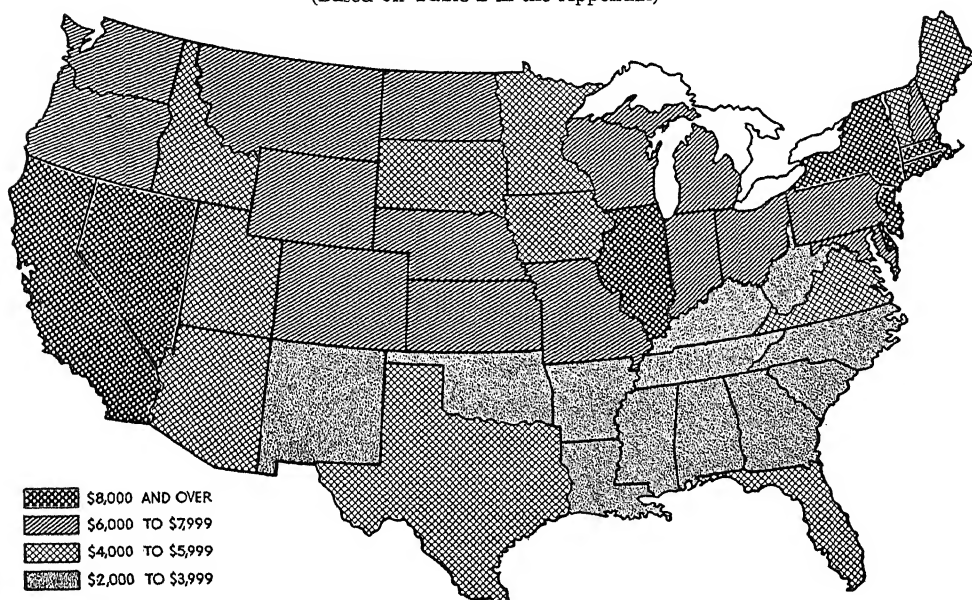 (Based on Table 2 in the Appendix)
$8,000 AND OVER
$6,000 TO $7,999
$4,000 TO $5,999
$2,000 TO $3,999